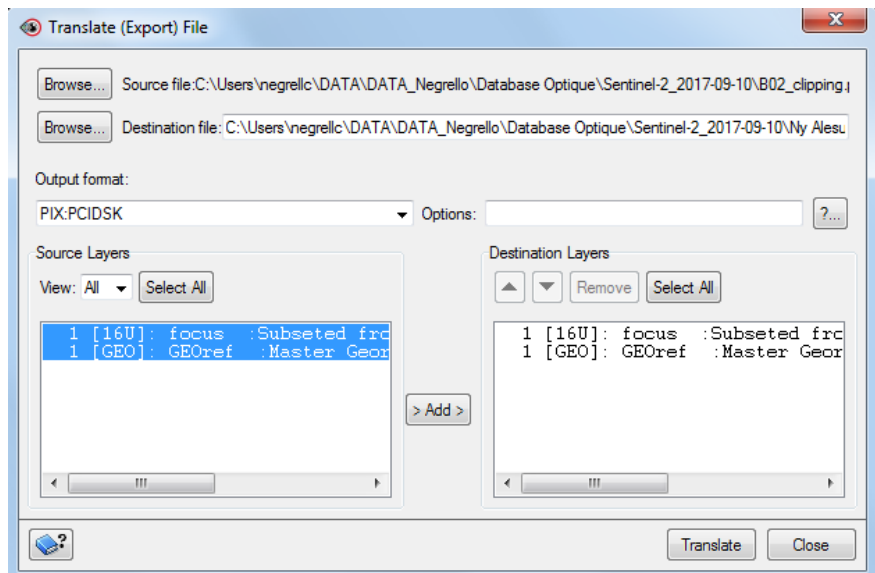 Translate (Export) File
Browse... Source file:C:\Users\negrellc\DATA\DATA_Negrello\Database Optique\Sentinel-2_2017-09-10\B02_clipping.p
Browse... Destination file: C:\Users\negrellc\DATA\DATA_Negrello\Database Optique\Sentinel-2_2017-09-10\Ny Alesu
Output format:
PIX:PCIDSK Options: ?...
Source Layers Destination Layers
View: All Select All Remove Select All
1 [16U]: focus :Subseted fro 1 [16U]: focus :Subseted fro
1 [GEO]: GEOref :Master Geor 1 [GEO]: GEOref :Master Geor
> Add >
? Translate Close